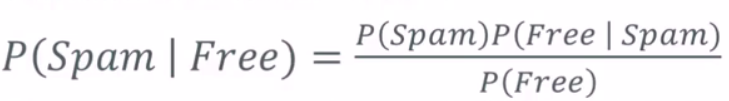 P(Spam | Free) = P(Spam)P(Free | Spam)
P(Free)